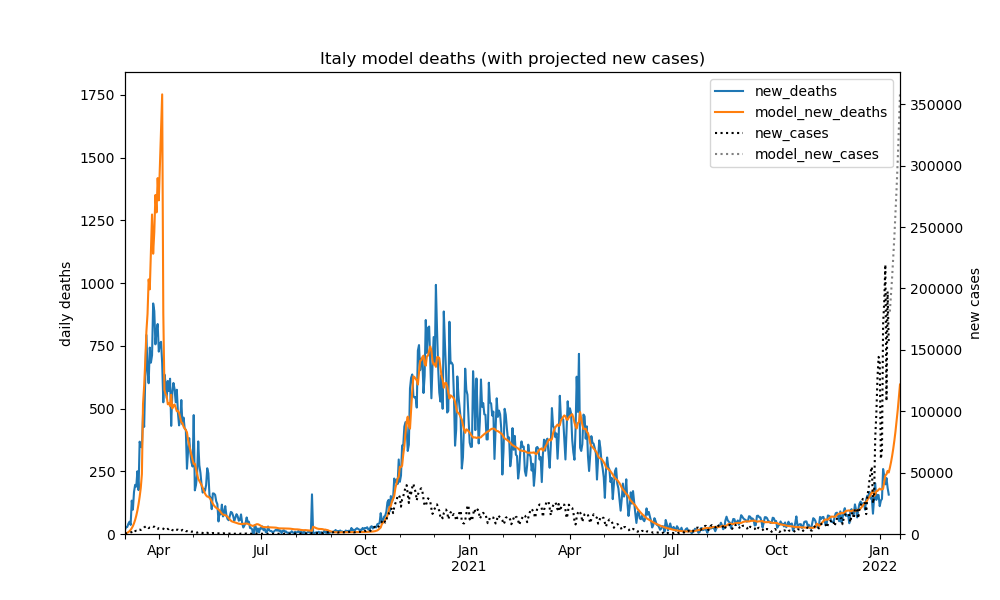 Italy model deaths (with projected new cases)
new_deaths
model_new_deaths
new_cases
model_new_cases
daily deaths
1750
1500
1250
1000
750
500
250
0
350000
300000
250000
200000
150000
100000
50000
0
new cases
Apr
Jul
Oct
Jan
2021
Apr
Jul
Oct
Jan
2022